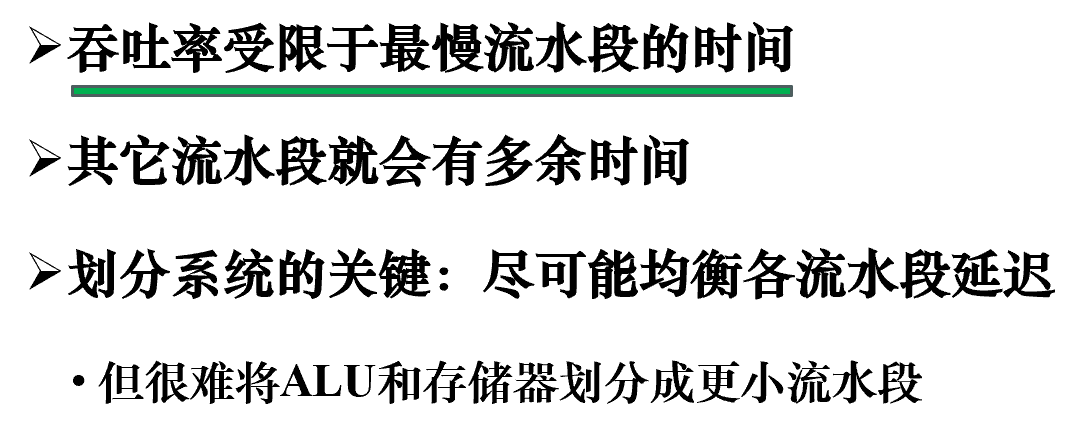 ➢吞吐率受限于最慢流水段的时间
➢其它流水段就会有多余时间
➢划分系统的关键：尽可能均衡各流水段延迟
•但很难将ALU和存储器划分成更小流水段